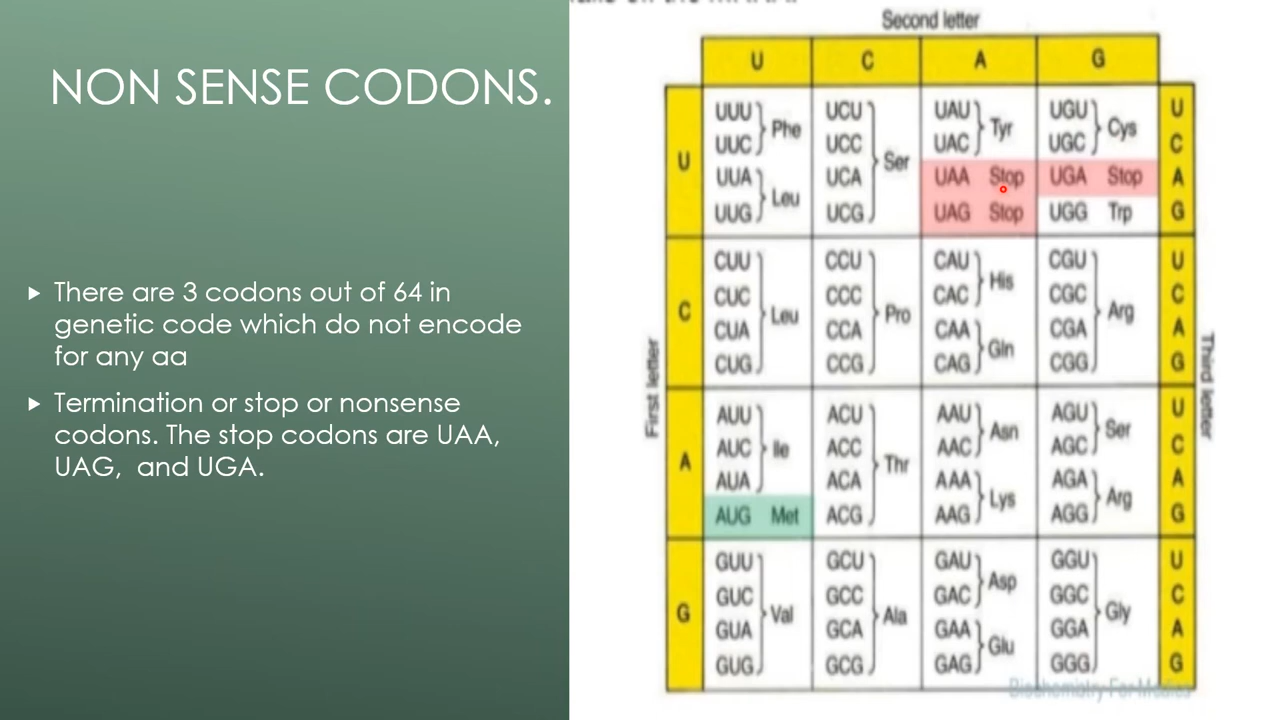 NON SENSE CODONS.
There are 3 codons out of 64 in
genetic code which do not encode
for any aa
Termination or stop or nonsense
codons. The stop codons are UAA,
UAG, and UGA.
Second letter
U C A G
First letter
Third letter
U
UUU UCU UAU UGU U
Phe Tyr Cys
UUC UCC UAC UGC C
Ser
UUA UCA UAA Stop UGA Stop A
Leu
UUG UCG UAG Stop UGG Trp G
C
CUU CCU CAU CGU U
His
CUC CCC CAC CGC C
Leu Pro Arg
CUA CCA CAA CGA A
Gln
CUG CCG CAG CGG G
A
AUU ACU AAU AGU U
Asn Ser
AUC Ile ACC AAC AGC C
Thr
AUA ACA AAA AGA A
Lys Arg
AUG Met ACG AAG AGG G
G
GUU GCU GAU GGU U
Asp
GUC GCC GAC GGC C
Val Ala Gly
GUA GCA GAA GGA A
Glu
GUG GCG GAG GGG G
Biochemistry For Medics